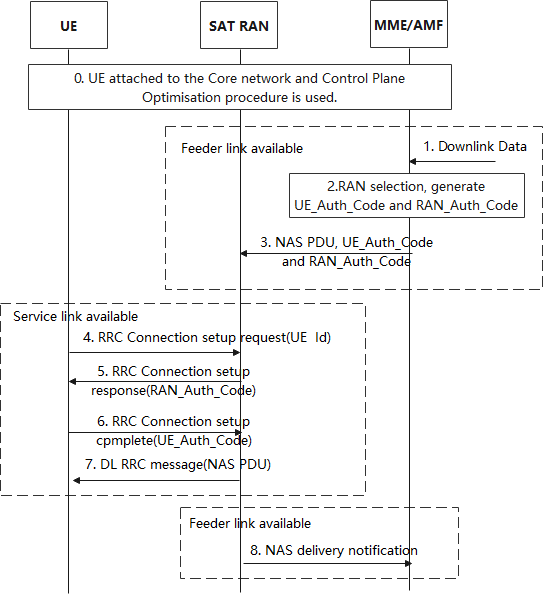 UE
SAT RAN
MME/AMF
0. UE attached to the Core network and Control Plane
Optimisation procedure is used.
Feeder link available
1. Downlink Data
2.RAN selection, generate
UE_Auth_Code and RAN_Auth_Code
3. NAS PDU, UE_Auth_Code
and RAN_Auth_Code
Service link available
4. RRC Connection setup request(UE Id)
5. RRC Connection setup
response(RAN_Auth_Code)
6. RRC Connection setup
cpmplete(UE_Auth_Code)
7. DL RRC message(NAS PDU)
Feeder link available
8. NAS delivery notification